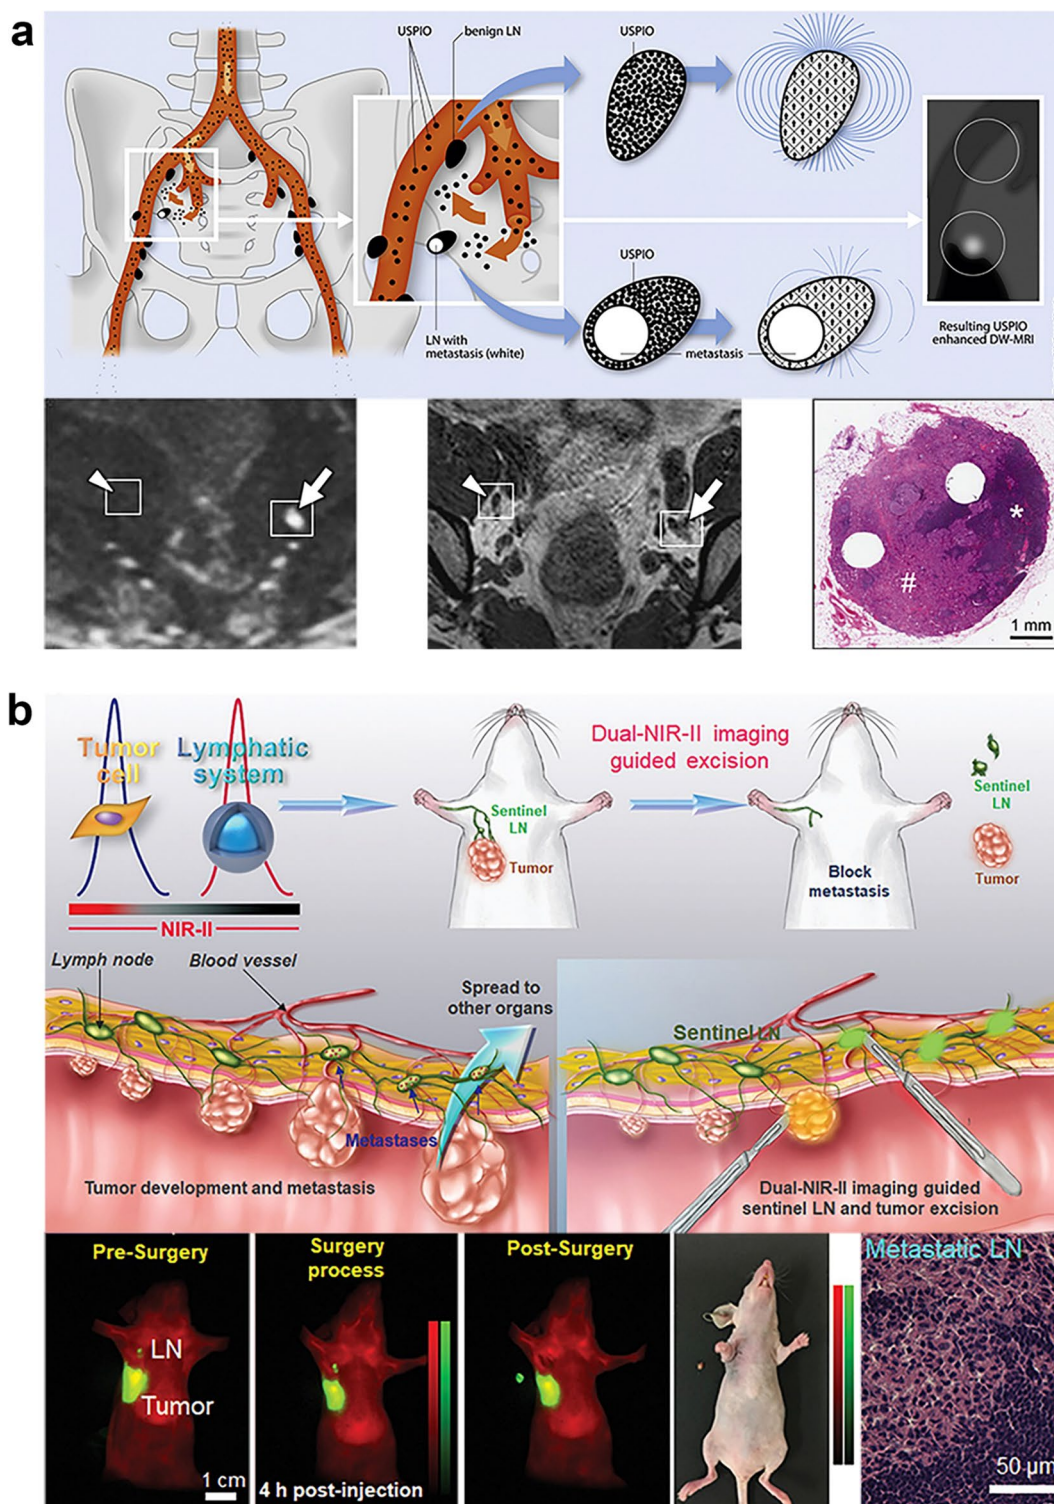 a
USPIO
benign LN
USPIO
LN with
metastasis (white)
USPIO
metastasis
Resulting USPIO
enhanced DW-MRI
*
#
1 mm
b
Tumor
cell
Lymphatic
system
NIR-II
Sentinel
LN
Tumor
Dual-NIR-II imaging
guided excision
Block
metastasis
Sentinel
LN
Tumor
Lymph node
Blood vessel
Spread to
other organs
Metastases
Tumor development and metastasis
Sentinel LN
Dual-NIR-II imaging guided
sentinel LN and tumor excision
Pre-Surgery
LN
Tumor
1 cm
Surgery
process
4 h post-injection
Post-Surgery
Metastatic LN
50 µm